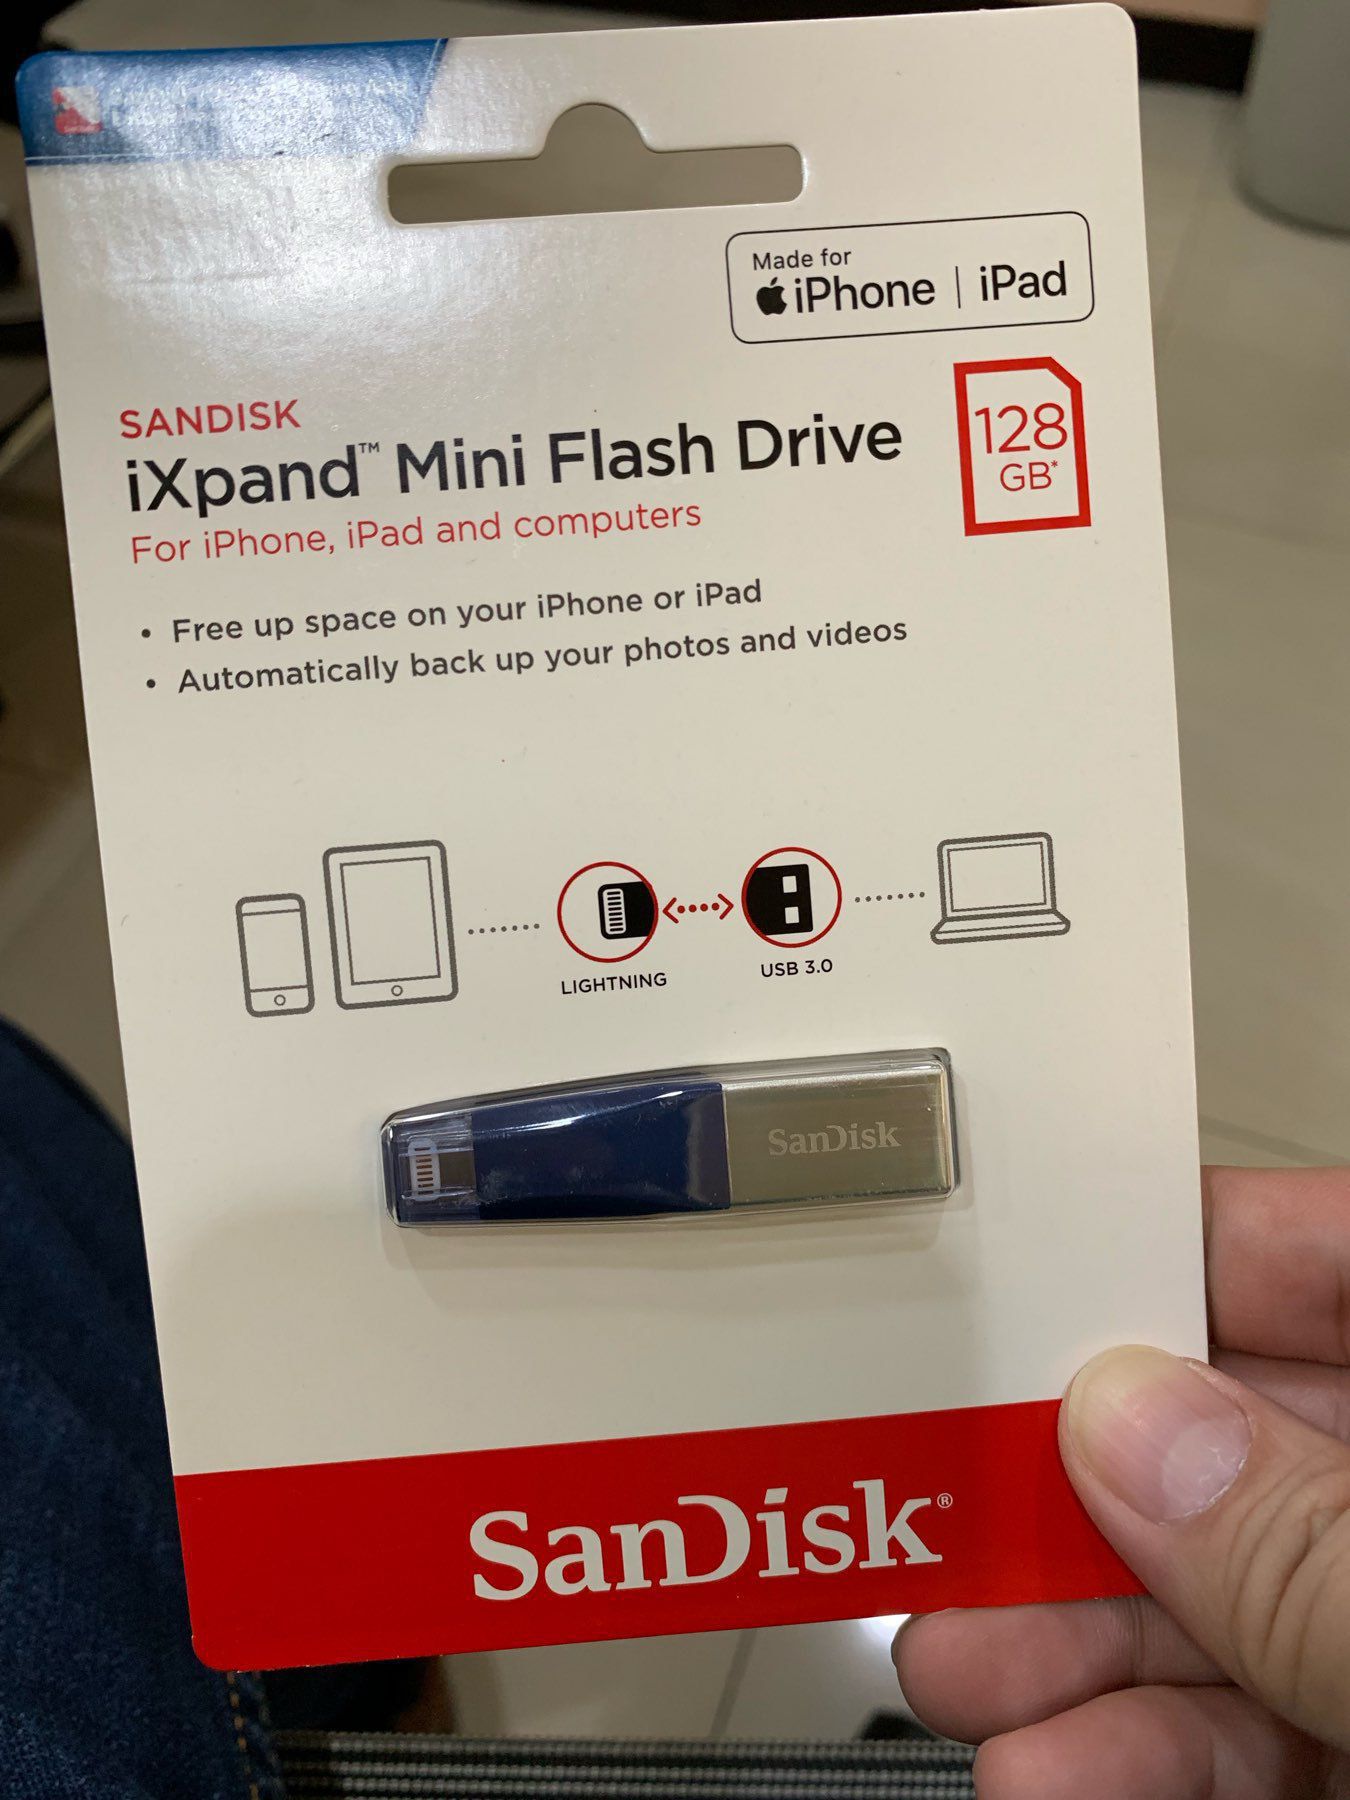 Made for
iPhone | iPad
SANDISK
iXpand™ Mini Flash Drive
For iPhone, iPad and computers
128
GB*
• Free up space on your iPhone or iPad
• Automatically back up your photos and videos
LIGHTNING
USB 3.0
SanDisk
SanDisk®